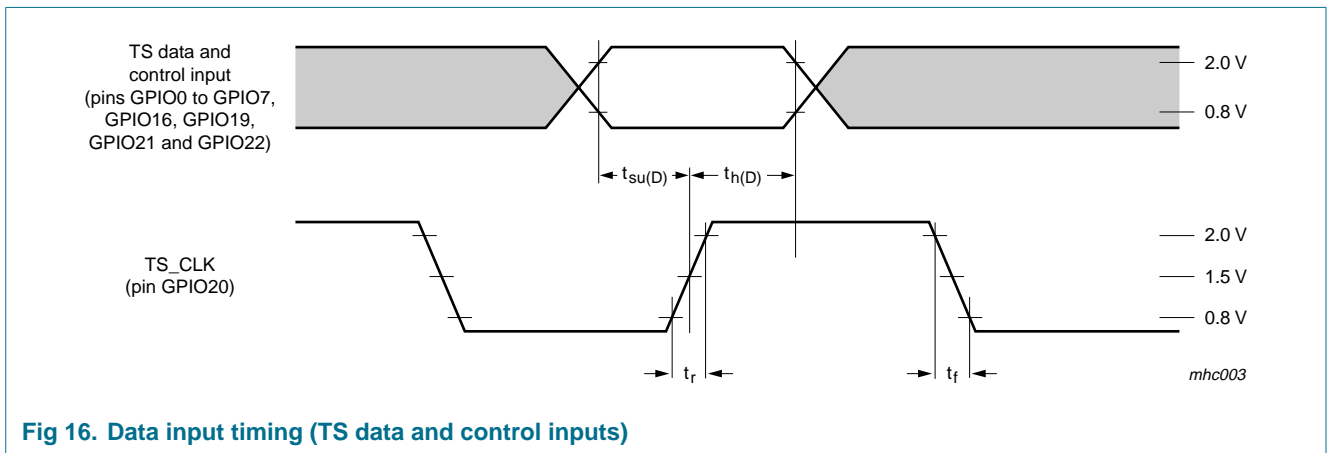 TS data and
control input
(pins GPIO0 to GPIO7,
GPIO16, GPIO19,
GPIO21 and GPIO22)
2.0 V
0.8 V
tsu(D)
th(D)
TS_CLK
(pin GPIO20)
2.0 V
1.5 V
0.8 V
tr
tf
mhc003
Fig 16. Data input timing (TS data and control inputs)